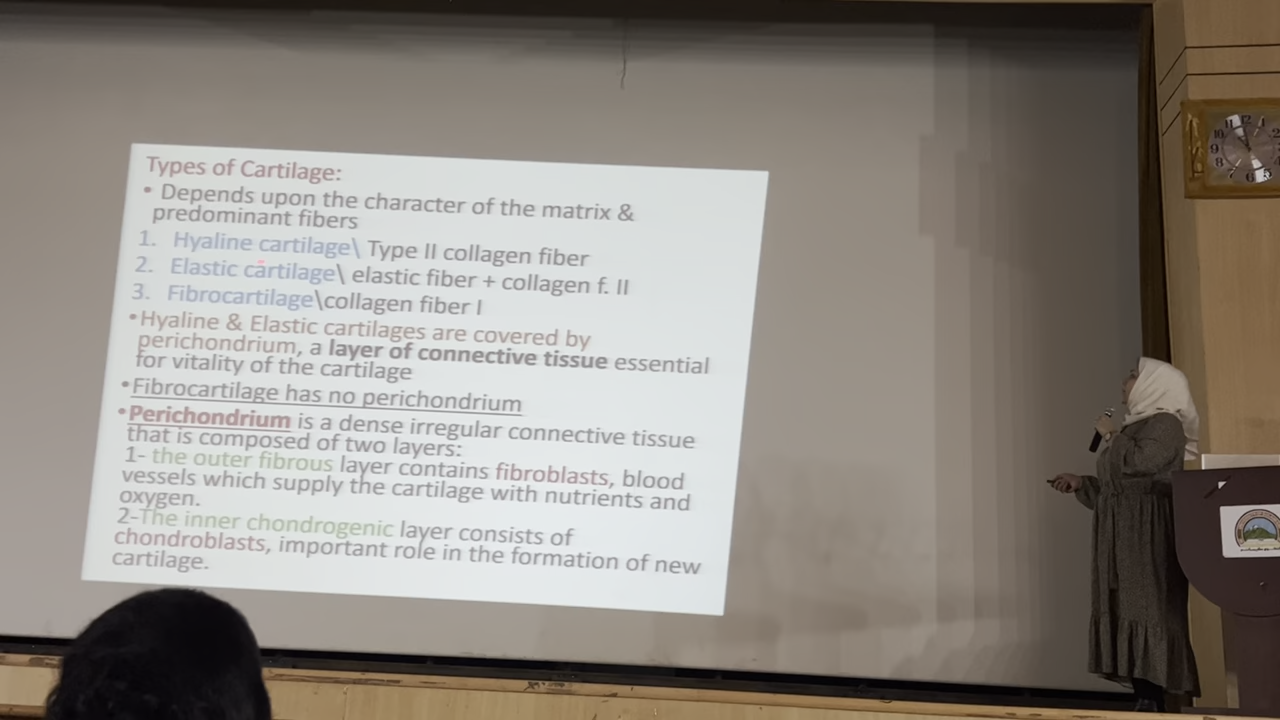 Types of Cartilage:
• Depends upon the character of the matrix &
predominant fibers
1. Hyaline cartilage\ Type II collagen fiber
2. Elastic cartilage\ elastic fiber + collagen f. II
3. Fibrocartilage\collagen fiber I
•Hyaline & Elastic cartilages are covered by
perichondrium, a layer of connective tissue essential
for vitality of the cartilage
•Fibrocartilage has no perichondrium
•Perichondrium is a dense irregular connective tissue
that is composed of two layers:
1- the outer fibrous layer contains fibroblasts, blood
vessels which supply the cartilage with nutrients and
oxygen.
2-The inner chondrogenic layer consists of
chondroblasts, important role in the formation of new
cartilage.